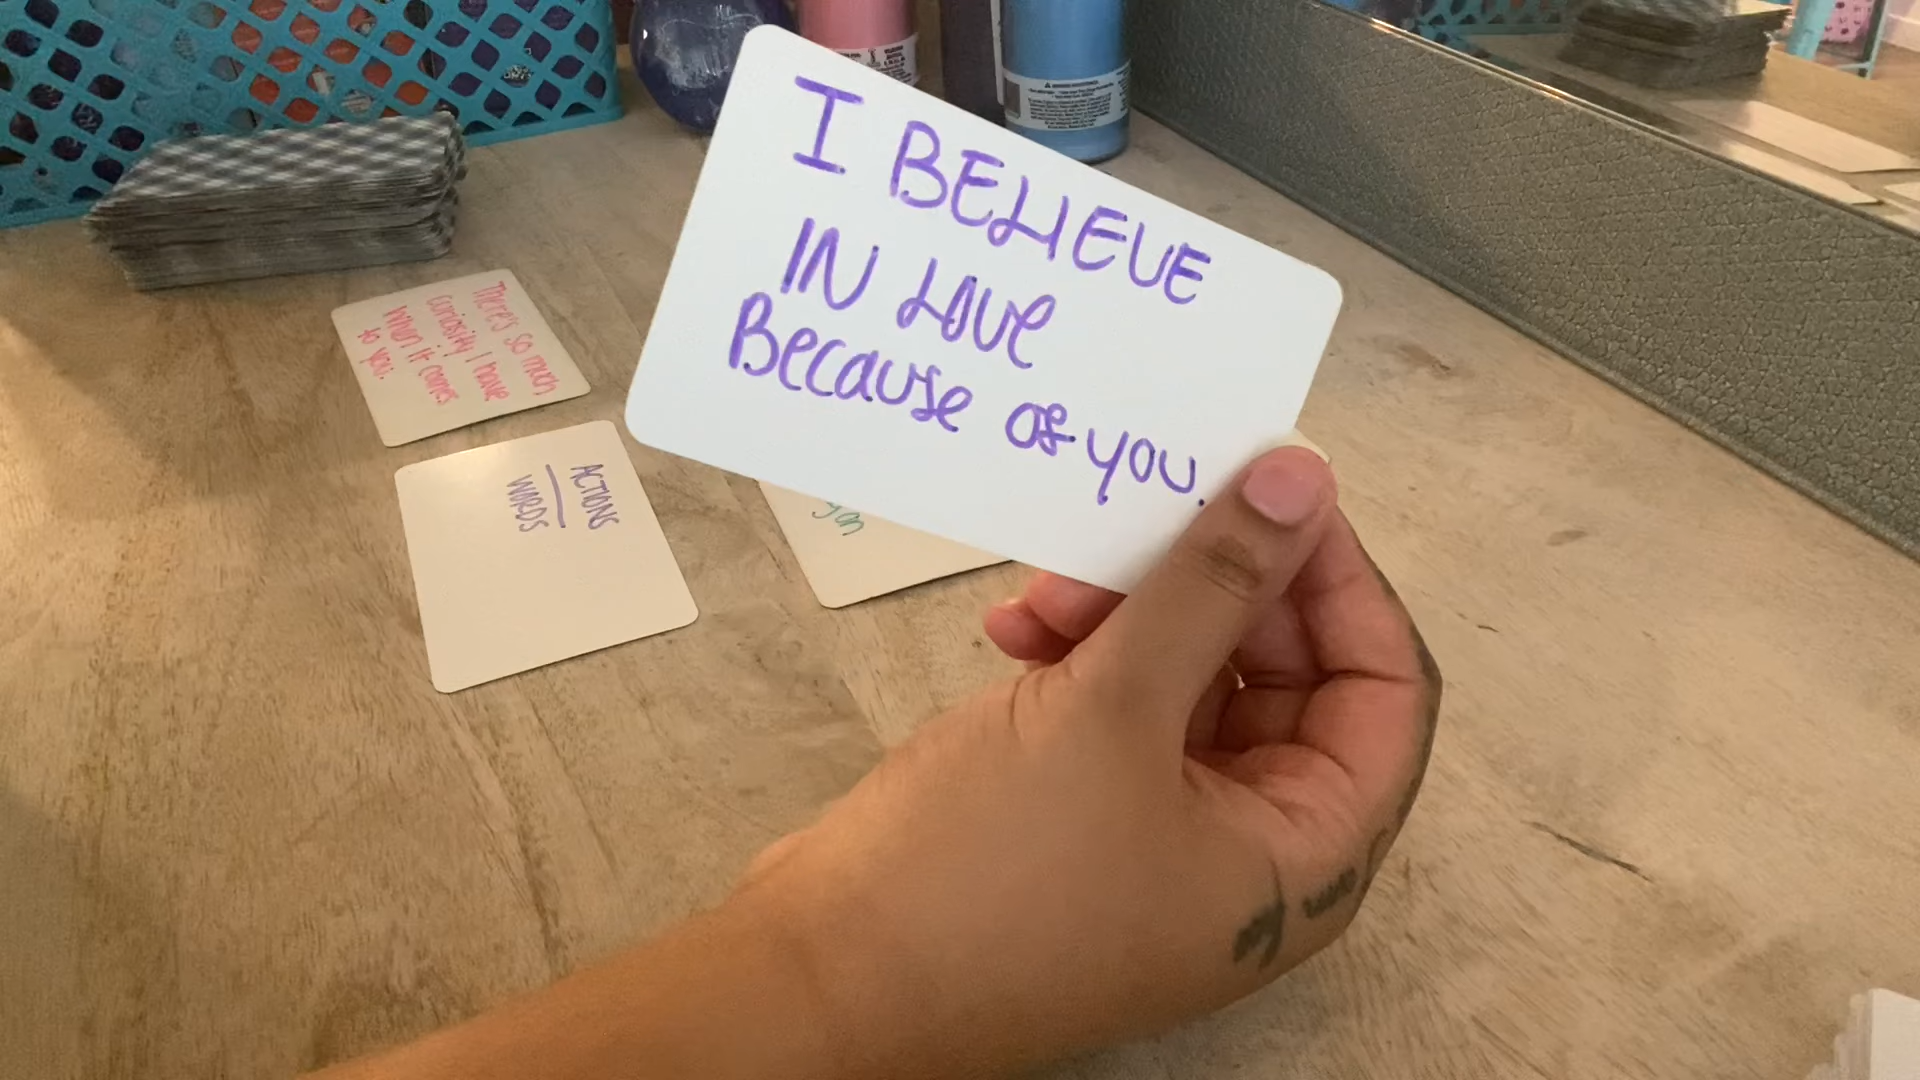 I BELIEVE
IN LOVE
Because of you.
There's so much
curiosity I have
when it comes
to you.
ACTIONS
WORDS